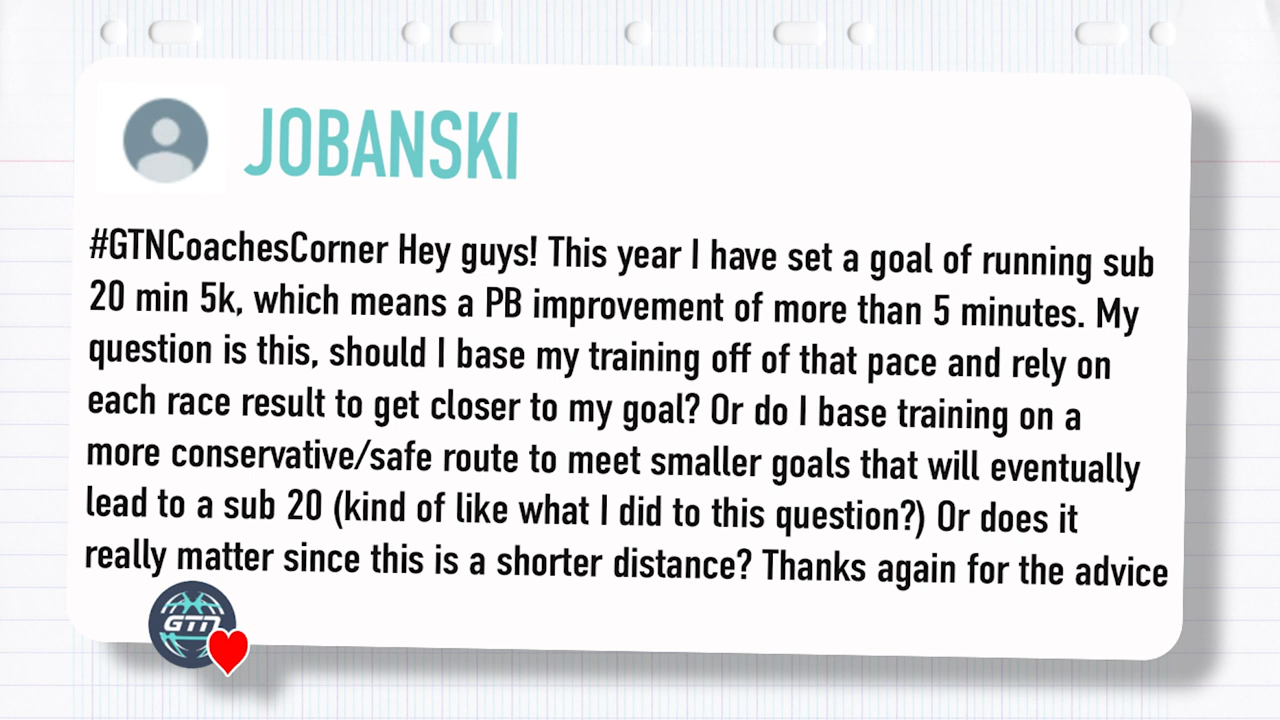 JOBANSKI
#GTNCoachesCorner Hey guys! This year I have set a goal of running sub
20 min 5k, which means a PB improvement of more than 5 minutes. My
question is this, should I base my training off of that pace and rely on
each race result to get closer to my goal? Or do I base training on a
more conservative/safe route to meet smaller goals that will eventually
lead to a sub 20 (kind of like what I did to this question?) Or does it
really matter since this is a shorter distance? Thanks again for the advice
GTN